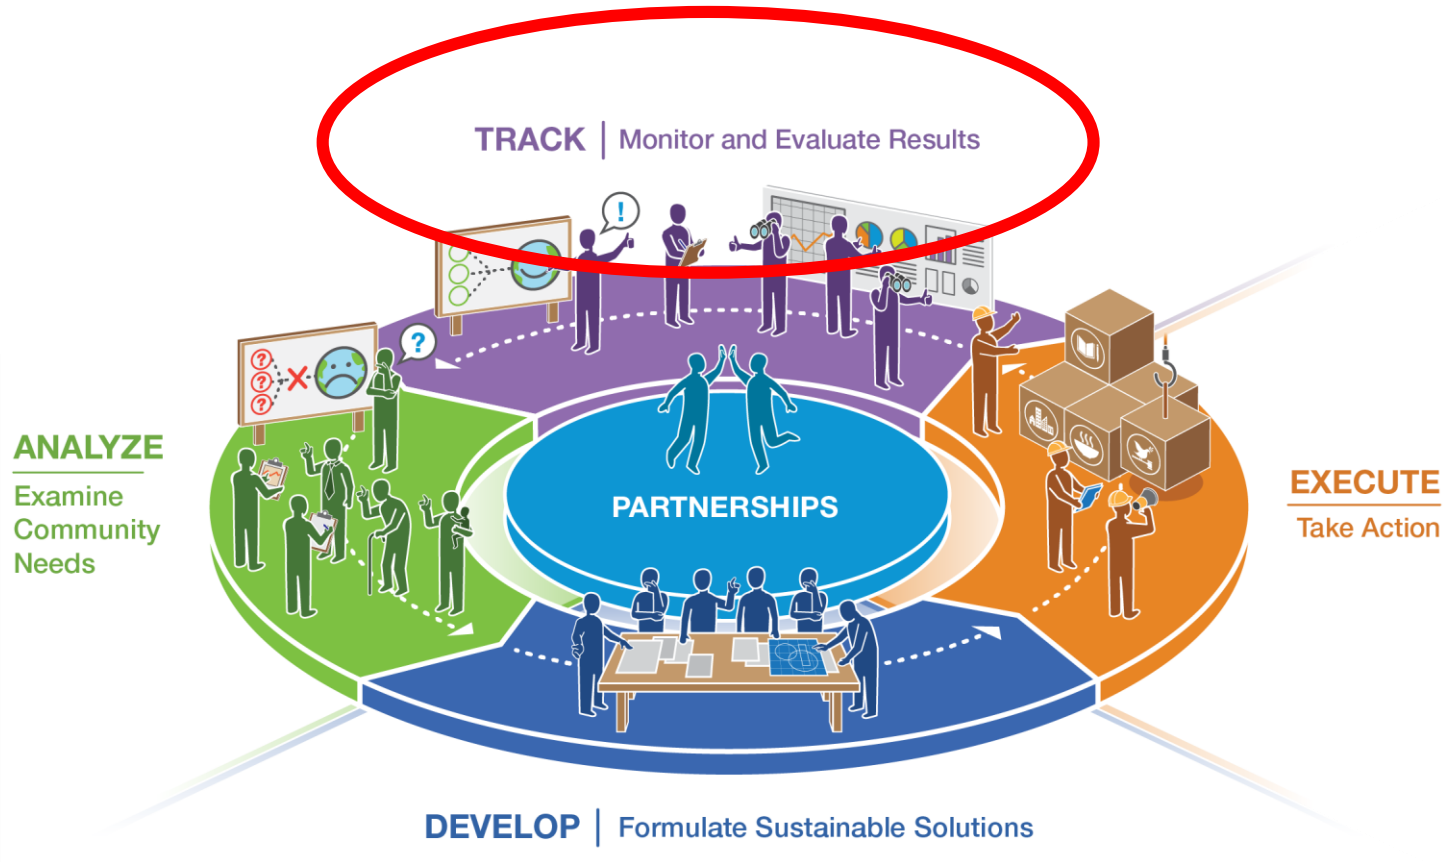 TRACK | Monitor and Evaluate Results
!
?
? 
?
?
ANALYZE
Examine
Community
Needs
PARTNERSHIPS
EXECUTE
Take Action
DEVELOP | Formulate Sustainable Solutions